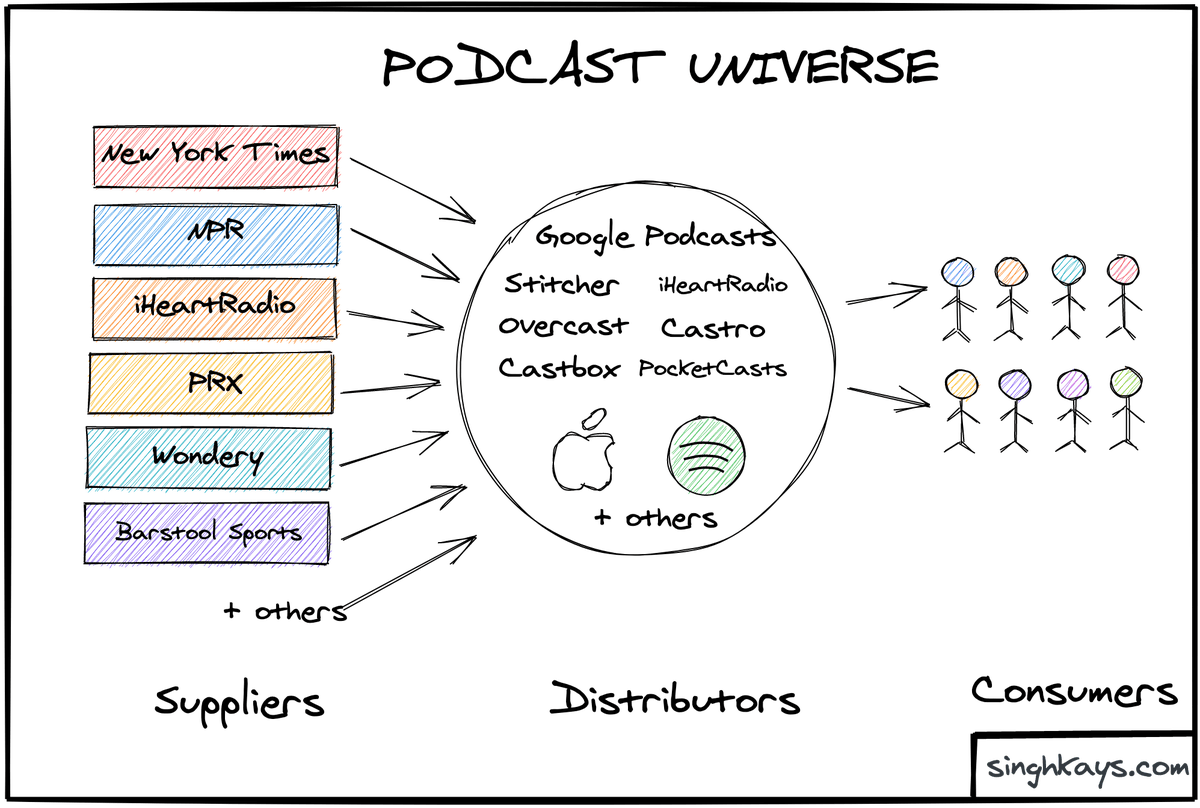 PODCAST UNIVERSE
New York Times
NPR
iHeartRadio
PRX
Wondery
Barstool Sports
+ others
Google Podcasts
Stitcher iHeartRadio
Overcast Castro
Castbox PocketCasts
+ others
Suppliers
Distributors
Consumers
singhkays.com